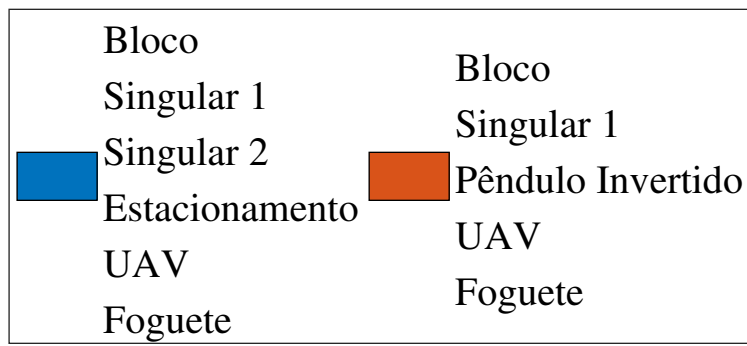 Bloco
Singular 1
Singular 2
Estacionamento
UAV
Foguete
Bloco
Singular 1
Pêndulo Invertido
UAV
Foguete